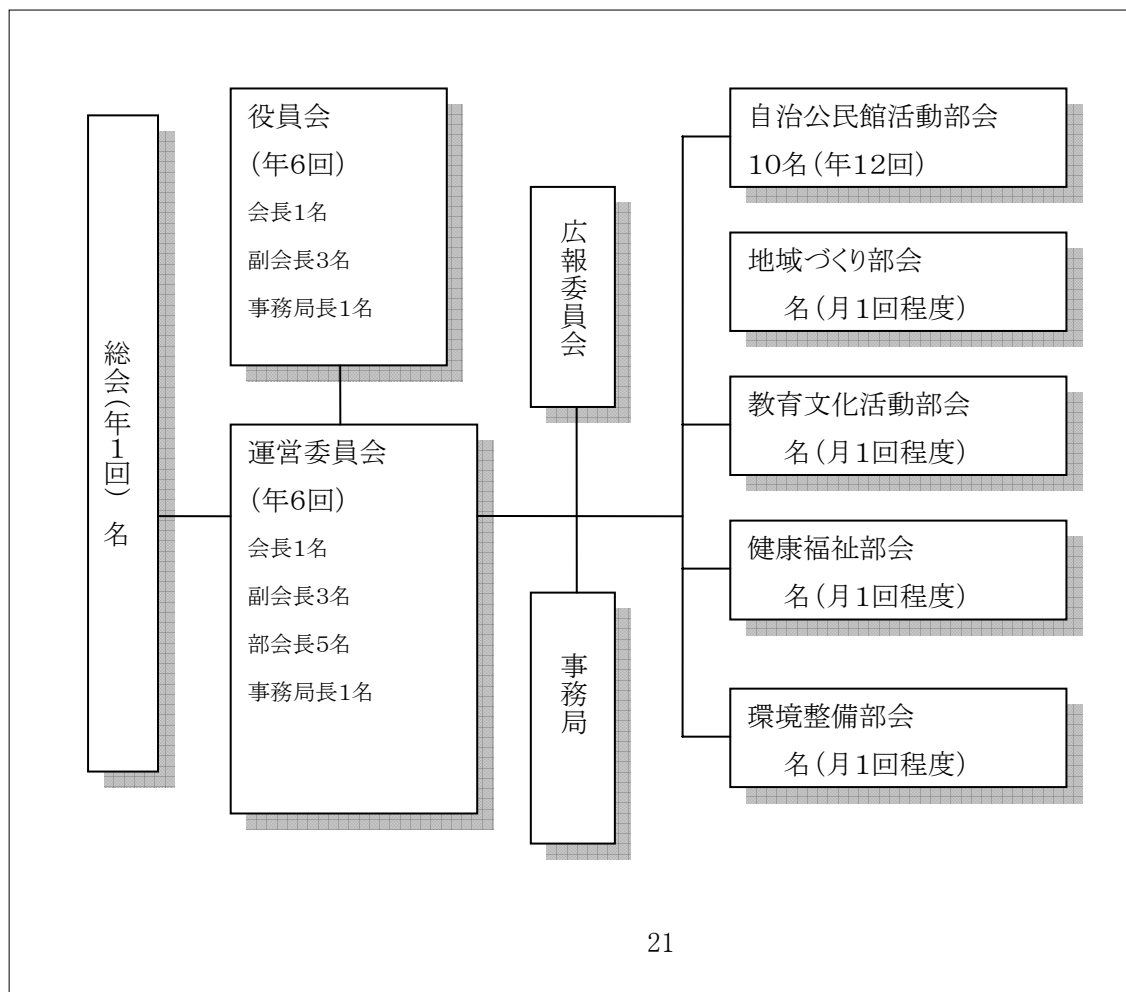 総会(年1回) 名
役員会
(年6回)
会長1名
副会長3名
事務局長1名
運営委員会
(年6回)
会長1名
副会長3名
部会長5名
事務局長1名
広報委員会
事務局
自治公民館活動部会
10名(年12回)
地域づくり部会
名(月1回程度)
教育文化活動部会
名(月1回程度)
健康福祉部会
名(月1回程度)
環境整備部会
名(月1回程度)
21